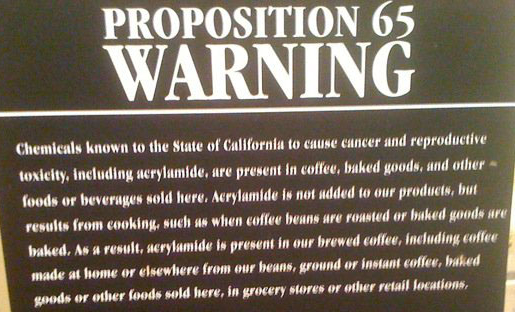 PROPOSITION 65
WARNING
Chemicals known to the State of California to cause cancer and reproductive
toxicity, including acrylamide, are present in coffee, baked goods, and other
foods or beverages sold here. Acrylamide is not added to our products, but
results from cooking, such as when coffee beans are roasted or baked goods are
baked. As a result, acrylamide is present in our brewed coffee, including coffee
made at home or elsewhere from our beans, ground or instant coffee, baked
goods or other foods sold here, in grocery stores or other retail locations.